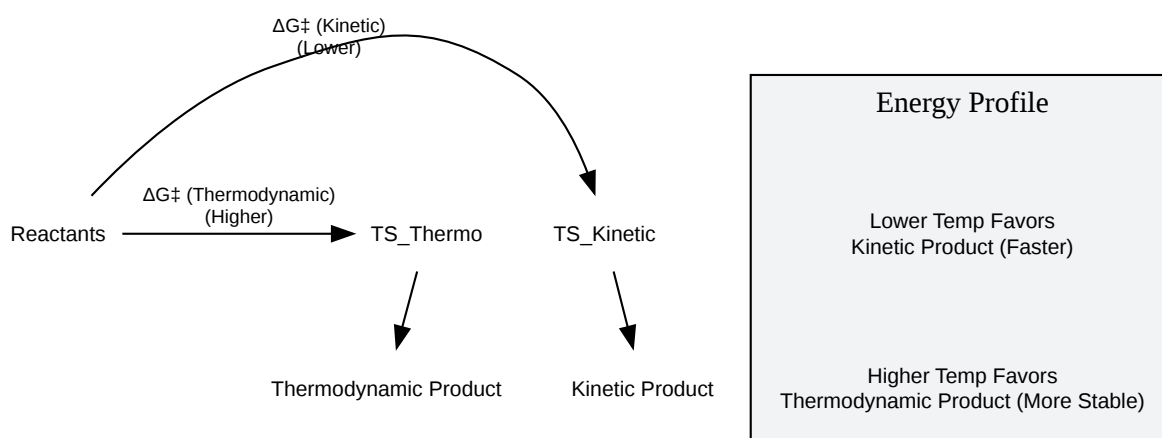 ΔG‡ (Kinetic)
(Lower)
Energy Profile
ΔG‡ (Thermodynamic)
(Higher)
Reactants
TS_Thermo
TS_Kinetic
Lower Temp Favors
Kinetic Product (Faster)
Thermodynamic Product
Kinetic Product
Higher Temp Favors
Thermodynamic Product (More Stable)